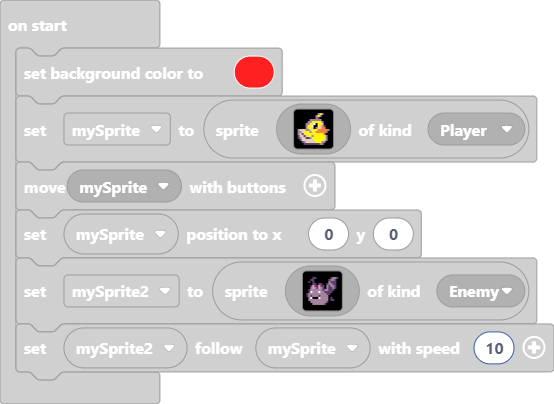 on start
set background color to
set mySprite to sprite of kind Player
move mySprite with buttons
set mySprite position to x 0 y 0
set mySprite2 to sprite of kind Enemy
set mySprite2 follow mySprite with speed 10